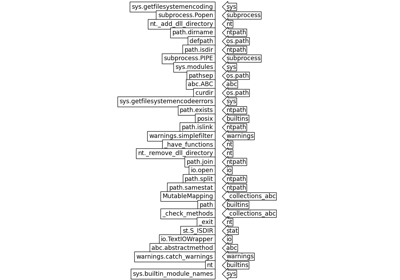 sys.getfilesystemencoding sys
subprocess.Popen subprocess
nt._add_dll_directory nt
path.dirname ntpath
defpath os.path
path.isdir ntpath
subprocess.PIPE subprocess
sys.modules sys
pathsep os.path
abc.ABC abc
curdir os.path
sys.getfilesystemencodeerrors sys
path.exists ntpath
posix builtins
path.islink ntpath
warnings.simplefilter warnings
_have_functions nt
nt._remove_dll_directory nt
path.join ntpath
io.open io
path.split ntpath
path.samestat ntpath
MutableMapping _collections_abc
path builtins
_check_methods _collections_abc
_exit nt
st.S_ISDIR stat
io.TextIOWrapper io
abc.abstractmethod abc
warnings.catch_warnings warnings
nt builtins
sys.builtin_module_names sys